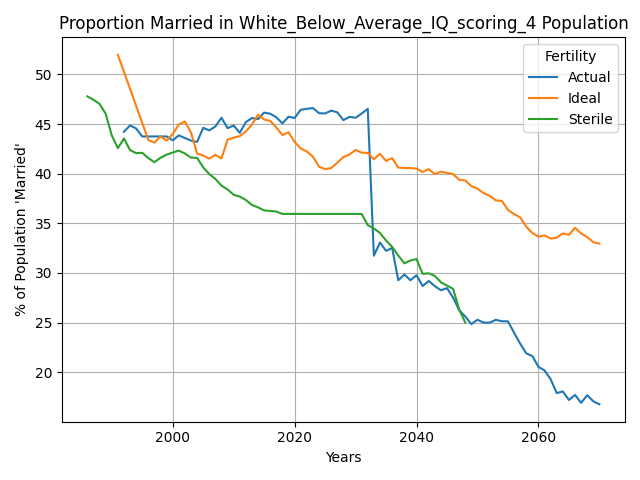 Proportion Married in White_Below_Average_IQ_scoring_4 Population
Fertility
Actual
Ideal
Sterile
50
45
40
35
30
25
20
% of Population 'Married'
2000
2020
2040
2060
Years